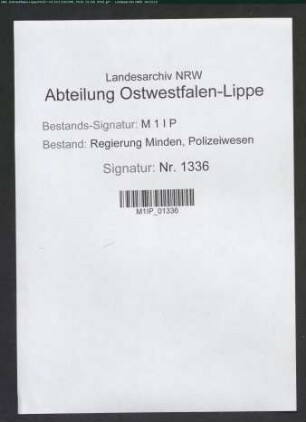 Landesarchiv NRW
Abteilung Ostwestfalen-Lippe
Bestands-Signatur: M 1 I P
Bestand: Regierung Minden, Polizeiwesen
Signatur: Nr. 1336
M1IP_01336